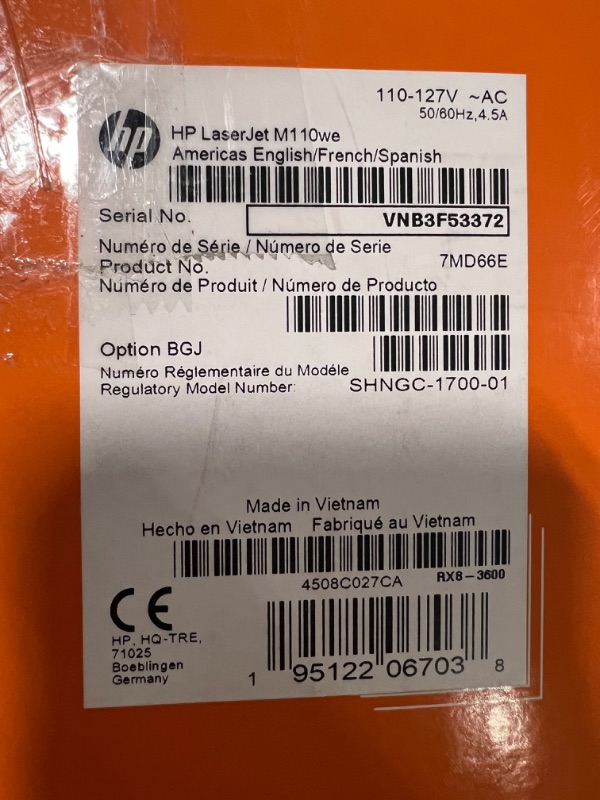 110-127V ~AC
50/60Hz,4.5A
hp
HP LaserJet M110we
Americas English/French/Spanish
Serial No.
VNB3F53372
Numéro de Série / Número de Serie
Product No.
7MD66E
Numéro de Produit / Número de Producto
Option BGJ
Numéro Réglementaire du Modéle
Regulatory Model Number:
SHNGC-1700-01
Made in Vietnam
Hecho en Vietnam Fabriqué au Vietnam
4508C027CA
RX8-3600
CE
HP, HQ-TRE,
71025
Boeblingen
Germany
1 95122 06703 8